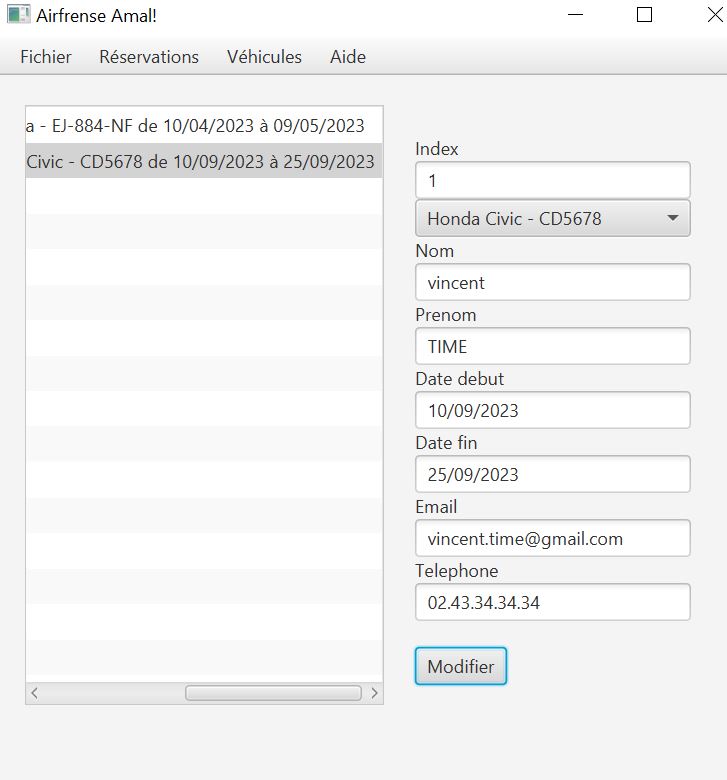 Airfrense Amal!
Fichier Réservations Véhicules Aide
a - EJ-884-NF de 10/04/2023 à 09/05/2023
Civic - CD5678 de 10/09/2023 à 25/09/2023
Index
1
Honda Civic - CD5678
Nom
vincent
Prenom
TIME
Date debut
10/09/2023
Date fin
25/09/2023
Email
vincent.time@gmail.com
Telephone
02.43.34.34.34
Modifier